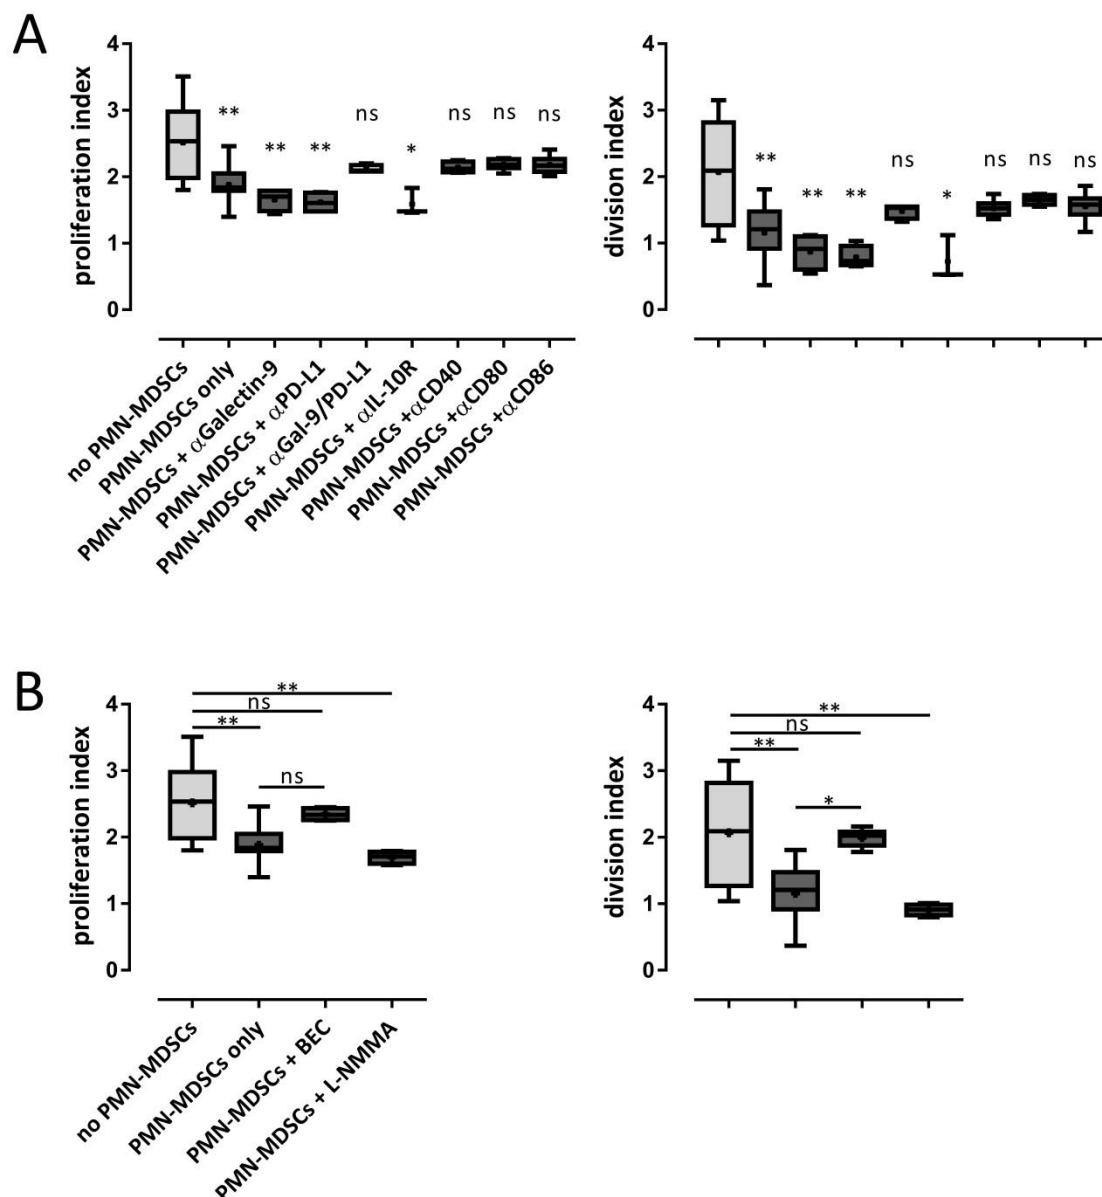 A
proliferation index
4
3
2
1
0
**
**
**
ns
*
ns
ns
ns
no PMN-MDSCs
PMN-MDSCs only
PMN-MDSCs + αGalectin-9
PMN-MDSCs + αPD-L1
PMN-MDSCs + αGal-9/PD-L1
PMN-MDSCs + αIL-10R
PMN-MDSCs +αCD40
PMN-MDSCs +αCD80
PMN-MDSCs +αCD86
division index
4
3
2
1
0
**
**
**
ns
*
ns
ns
ns
B
proliferation index
4
3
2
1
0
**
ns
**
ns
no PMN-MDSCs
PMN-MDSCs only
PMN-MDSCs + BEC
PMN-MDSCs + L-NMMA
division index
4
3
2
1
0
**
ns
**
*